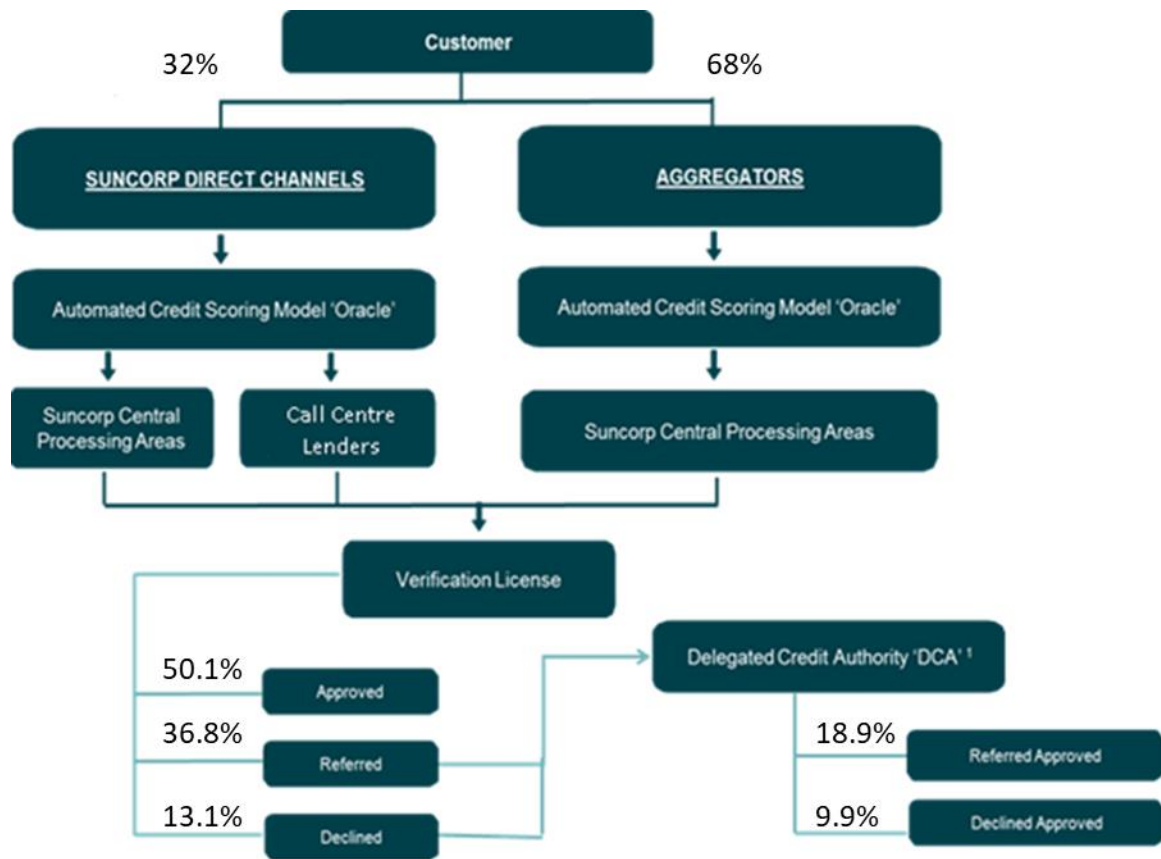 Customer
32%
68%
SUNCORP DIRECT CHANNELS
AGGREGATORS
Automated Credit Scoring Model ‘Oracle’
Automated Credit Scoring Model ‘Oracle’
Suncorp Central
Processing Areas
Call Centre
Lenders
Suncorp Central Processing Areas
Verification License
Delegated Credit Authority ‘DCA’ ¹
50.1%
Approved
36.8%
Referred
13.1%
Declined
18.9%
Referred Approved
9.9%
Declined Approved